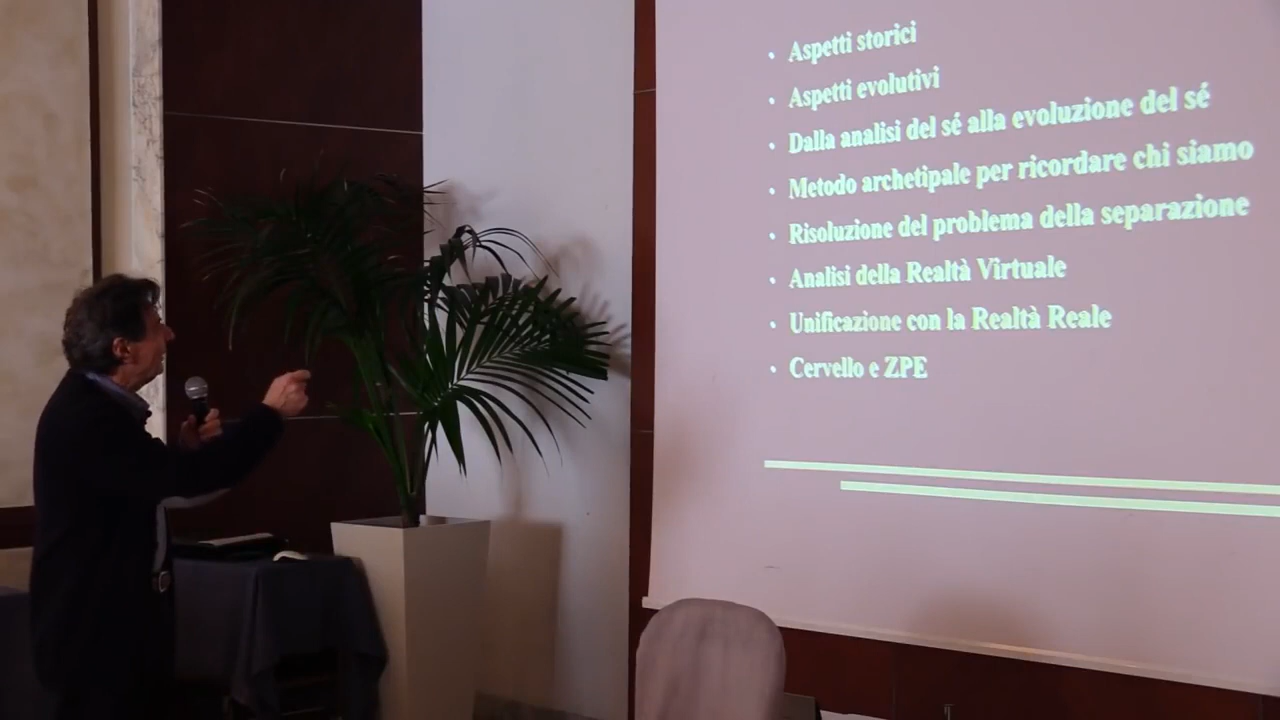 • Aspetti storici
• Aspetti evolutivi
• Dalla analisi del sé alla evoluzione del sé
• Metodo archetipale per ricordare chi siamo
• Risoluzione del problema della separazione
• Analisi della Realtà Virtuale
• Unificazione con la Realtà Reale
• Cervello e ZPE